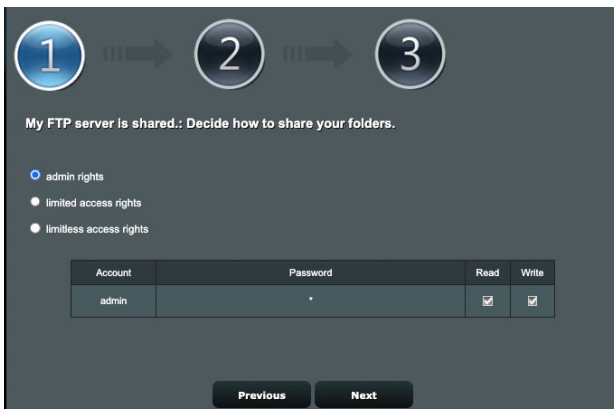 1 2 3
My FTP server is shared.: Decide how to share your folders.
admin rights
limited access rights
limitless access rights
Account Password Read Write
admin *
Previous Next